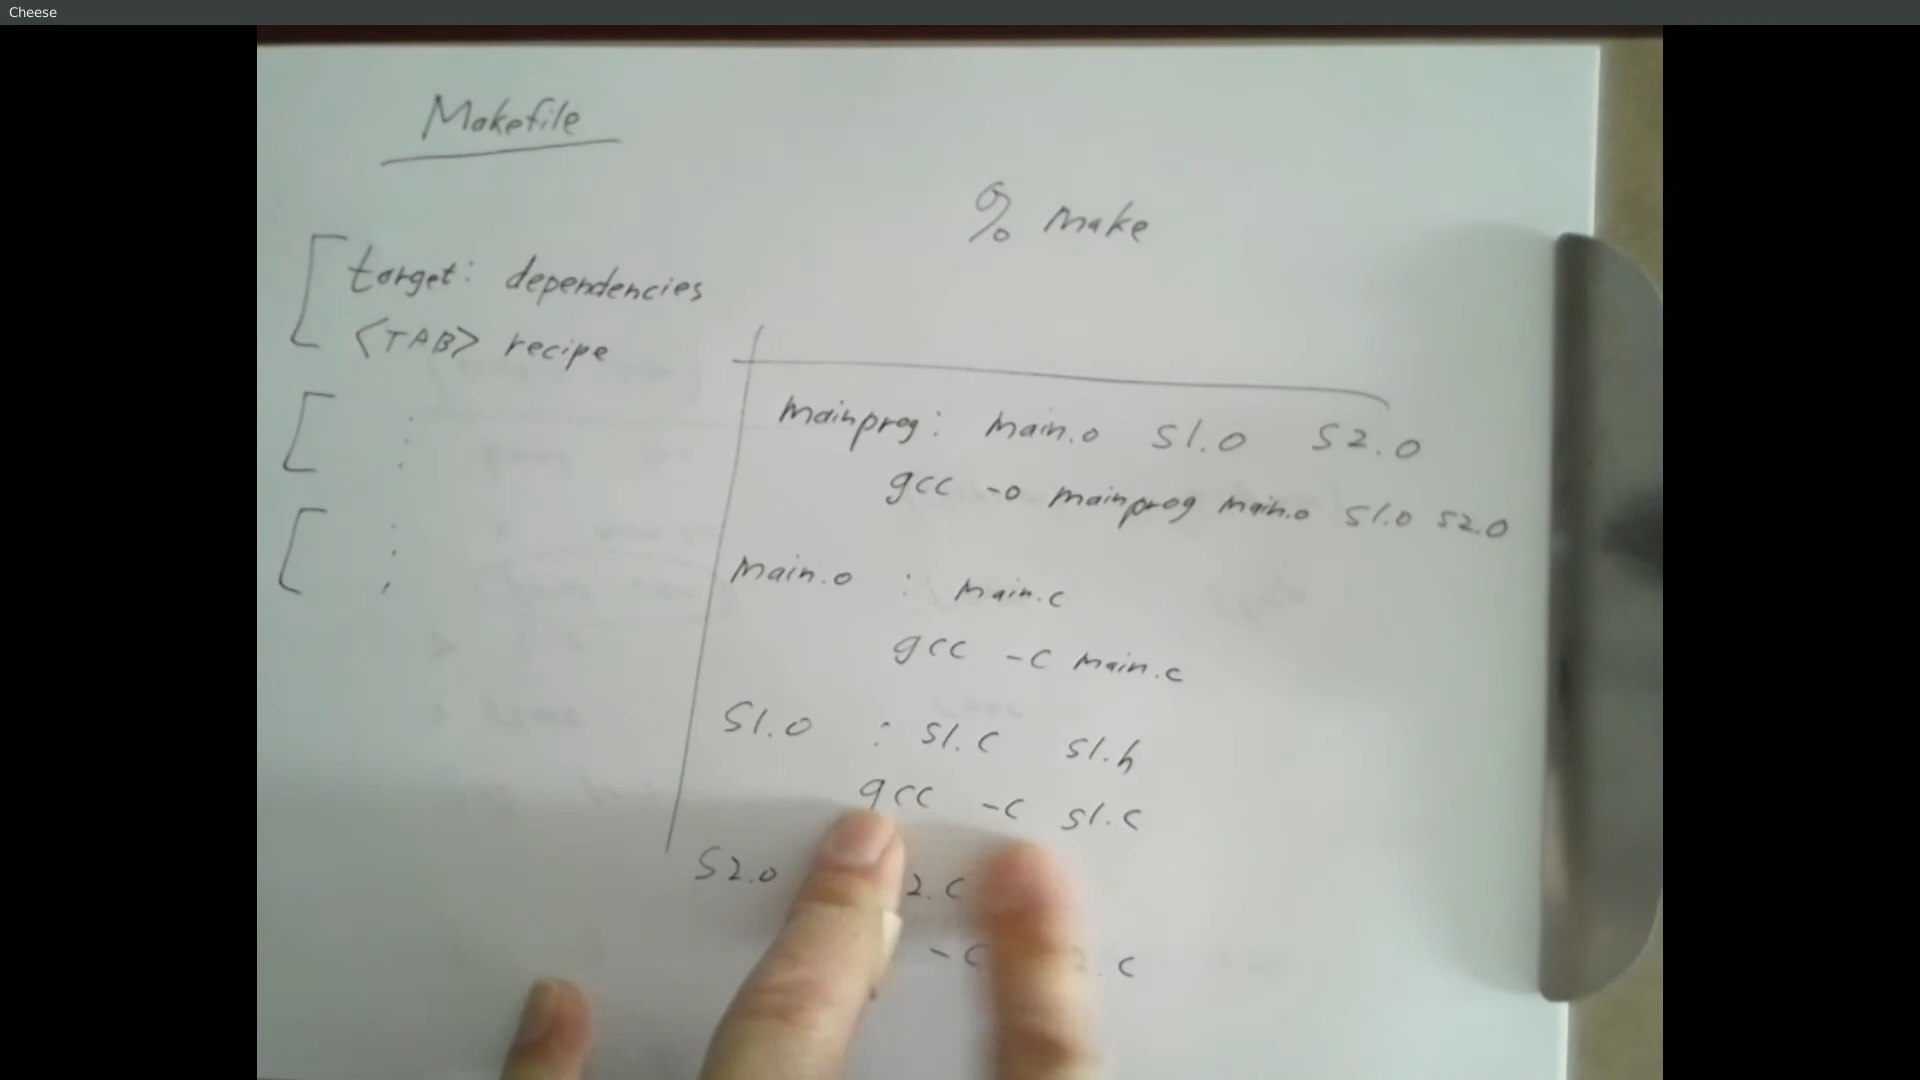 Cheese
Makefile
% make
target: dependencies
<TAB> recipe
mainprog: main.o s1.o s2.o
gcc -o mainprog main.o s1.o s2.o
main.o : main.c
gcc -c main.c
s1.o : s1.c s1.h
gcc -c s1.c
s2.o 2.c
-c .c